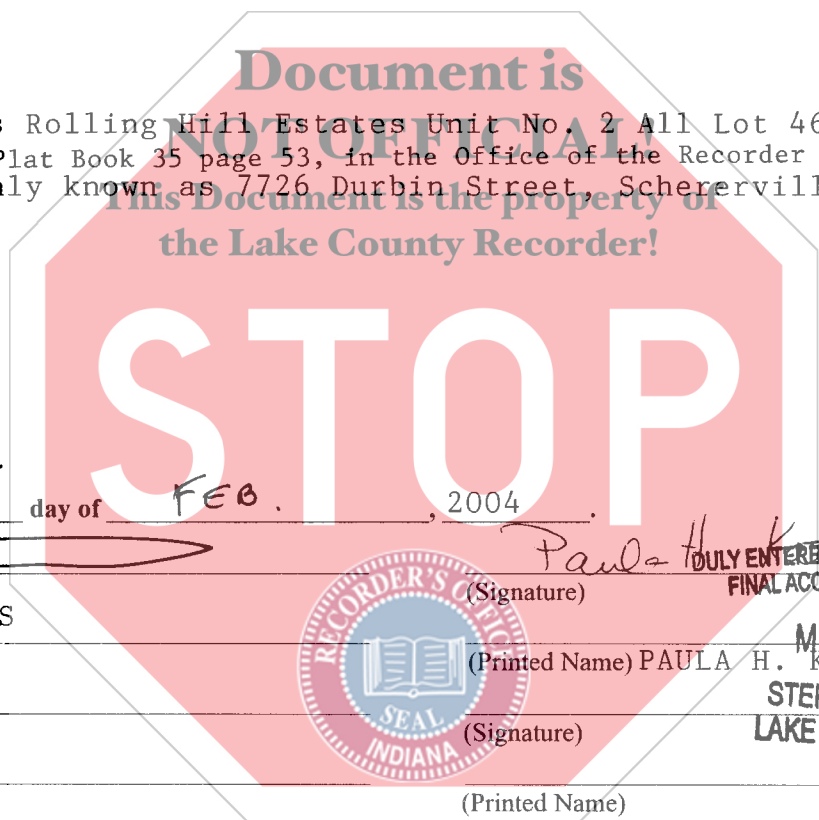 Document is
NOT OFFICIAL!
This Document is the property of
the Lake County Recorder!
Rolling Hill Estates Unit No. 2 All Lot 46
Plat Book 35 page 53, in the Office of the Recorder
known as 7726 Durbin Street,
STOP
day of FEB. , 2004 .
Paula H
DULY ENTERE
FINAL ACC
(Signature)
S
(Printed Name) PAULA H. K
M
STE
LAKE
(Signature)
(Printed Name)
RECORDER'S OFFICE
SEAL
INDIANA